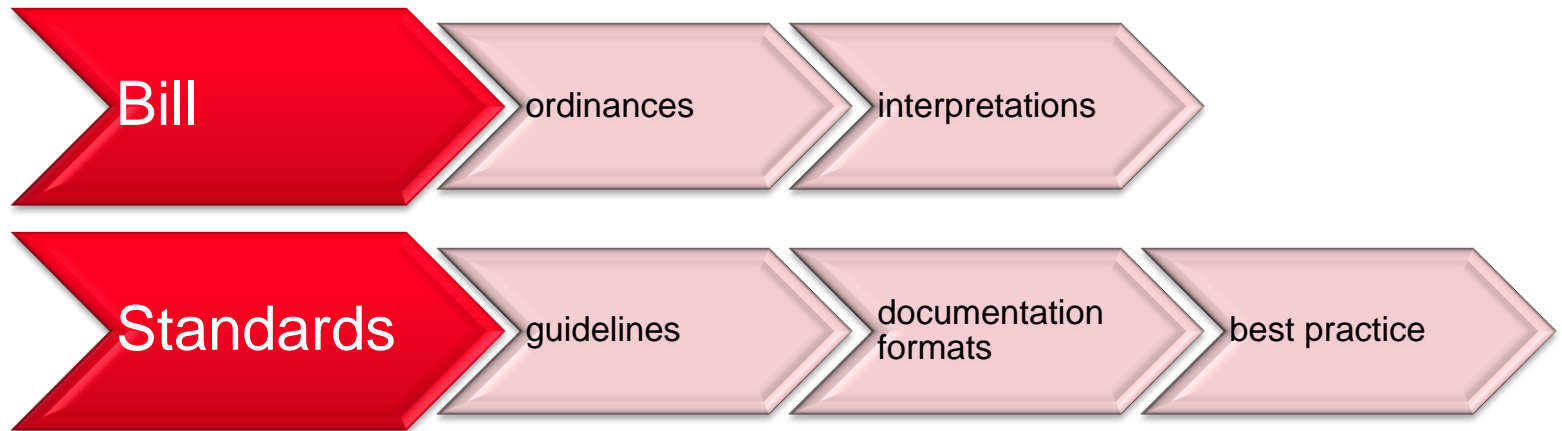 Bill
ordinances
interpretations
Standards
guidelines
documentation
formats
best practice